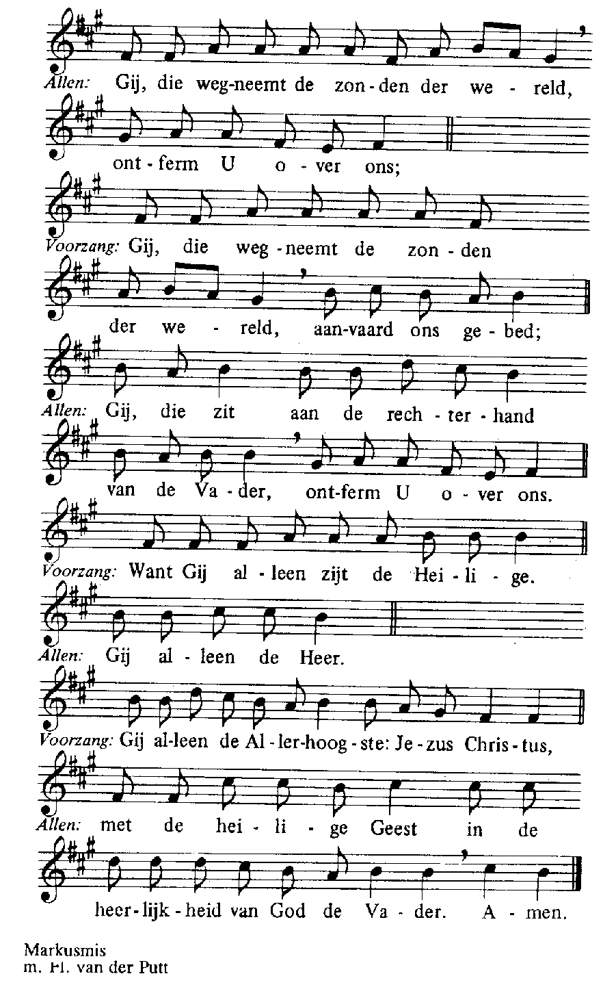 Allen: Gij, die weg-neemt de zon - den der we - reld,
ont - ferm U o - ver ons;
Voorzang: Gij, die weg - neemt de zon - den
der we - reld, aan-vaard ons ge - bed;
Allen: Gij, die zit aan de rech - ter - hand
van de Va - der, ont-ferm U o - ver ons.
Voorzang: Want Gij al - leen zijt de Hei - li - ge.
Allen: Gij al - leen de Heer.
Voorzang: Gij al-leen de Al - ler-hoog - ste: Je - zus Chris - tus,
Allen: met de hei - li - ge Geest in de
heer - lijk - heid van God de Va - der. A - men.
Markusmis
m. Fl. van der Putt